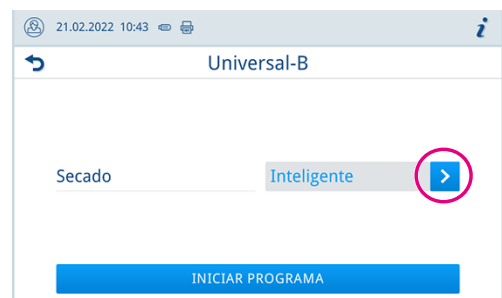 21.02.2022 10:43 i
Universal-B
Secado Inteligente >
INICIAR PROGRAMA